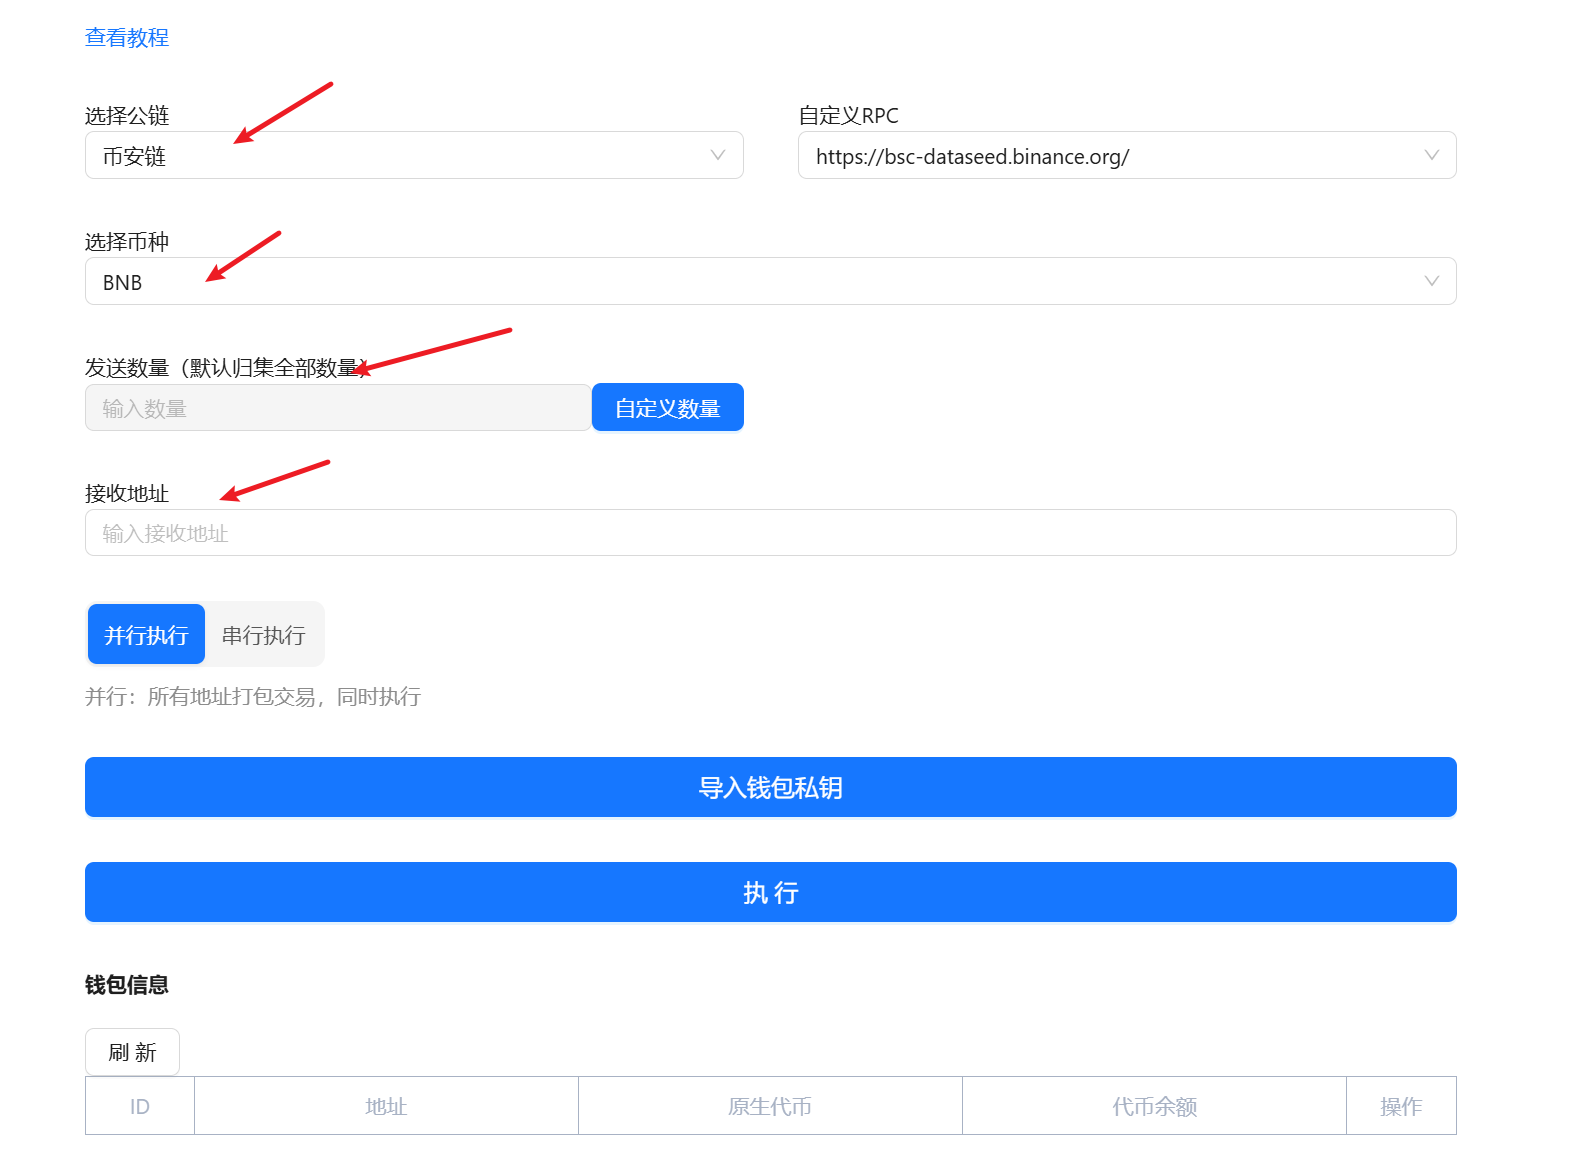 查看教程
选择公链
自定义RPC
币安链
https://bsc-dataseed.binance.org/
选择币种
BNB
发送数量（默认归集全部数量）
输入数量
自定义数量
接收地址
输入接收地址
并行执行
串行执行
并行：所有地址打包交易，同时执行
导入钱包私钥
执 行
钱包信息
刷 新
ID
地址
原生代币
代币余额
操作